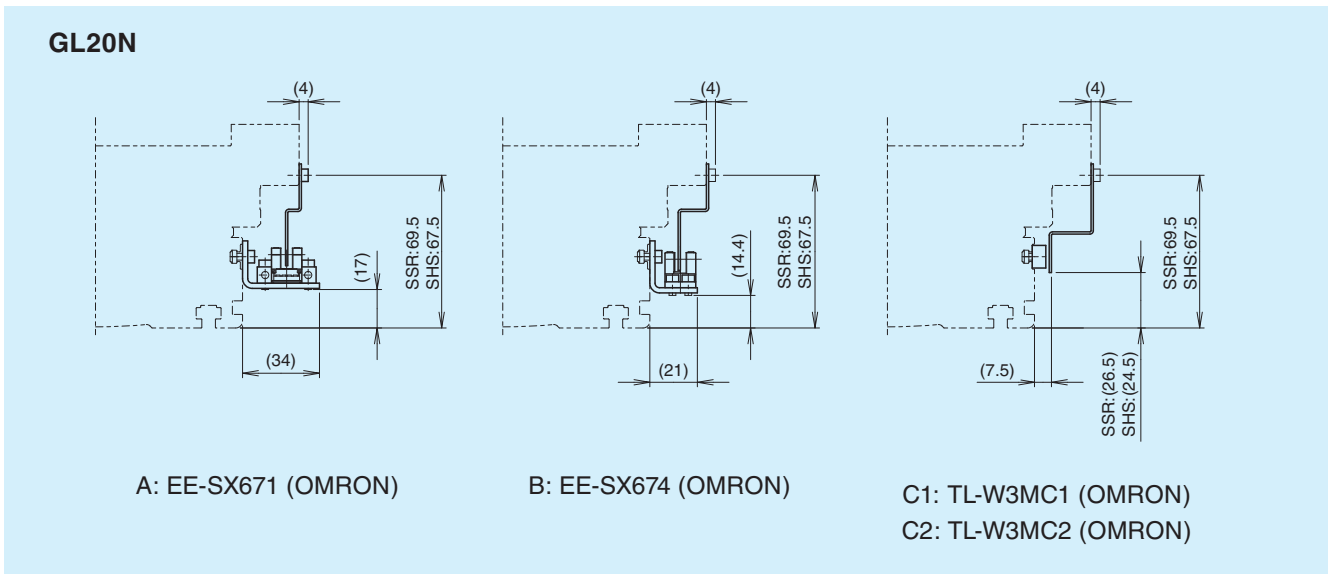 GL20N
(4)
(17)
SSR:69.5
SHS:67.5
(34)
A: EE-SX671 (OMRON)
(4)
(14.4)
SSR:69.5
SHS:67.5
(21)
B: EE-SX674 (OMRON)
(4)
SSR:69.5
SHS:67.5
(7.5)
SSR:(26.5)
SHS:(24.5)
C1: TL-W3MC1 (OMRON)
C2: TL-W3MC2 (OMRON)